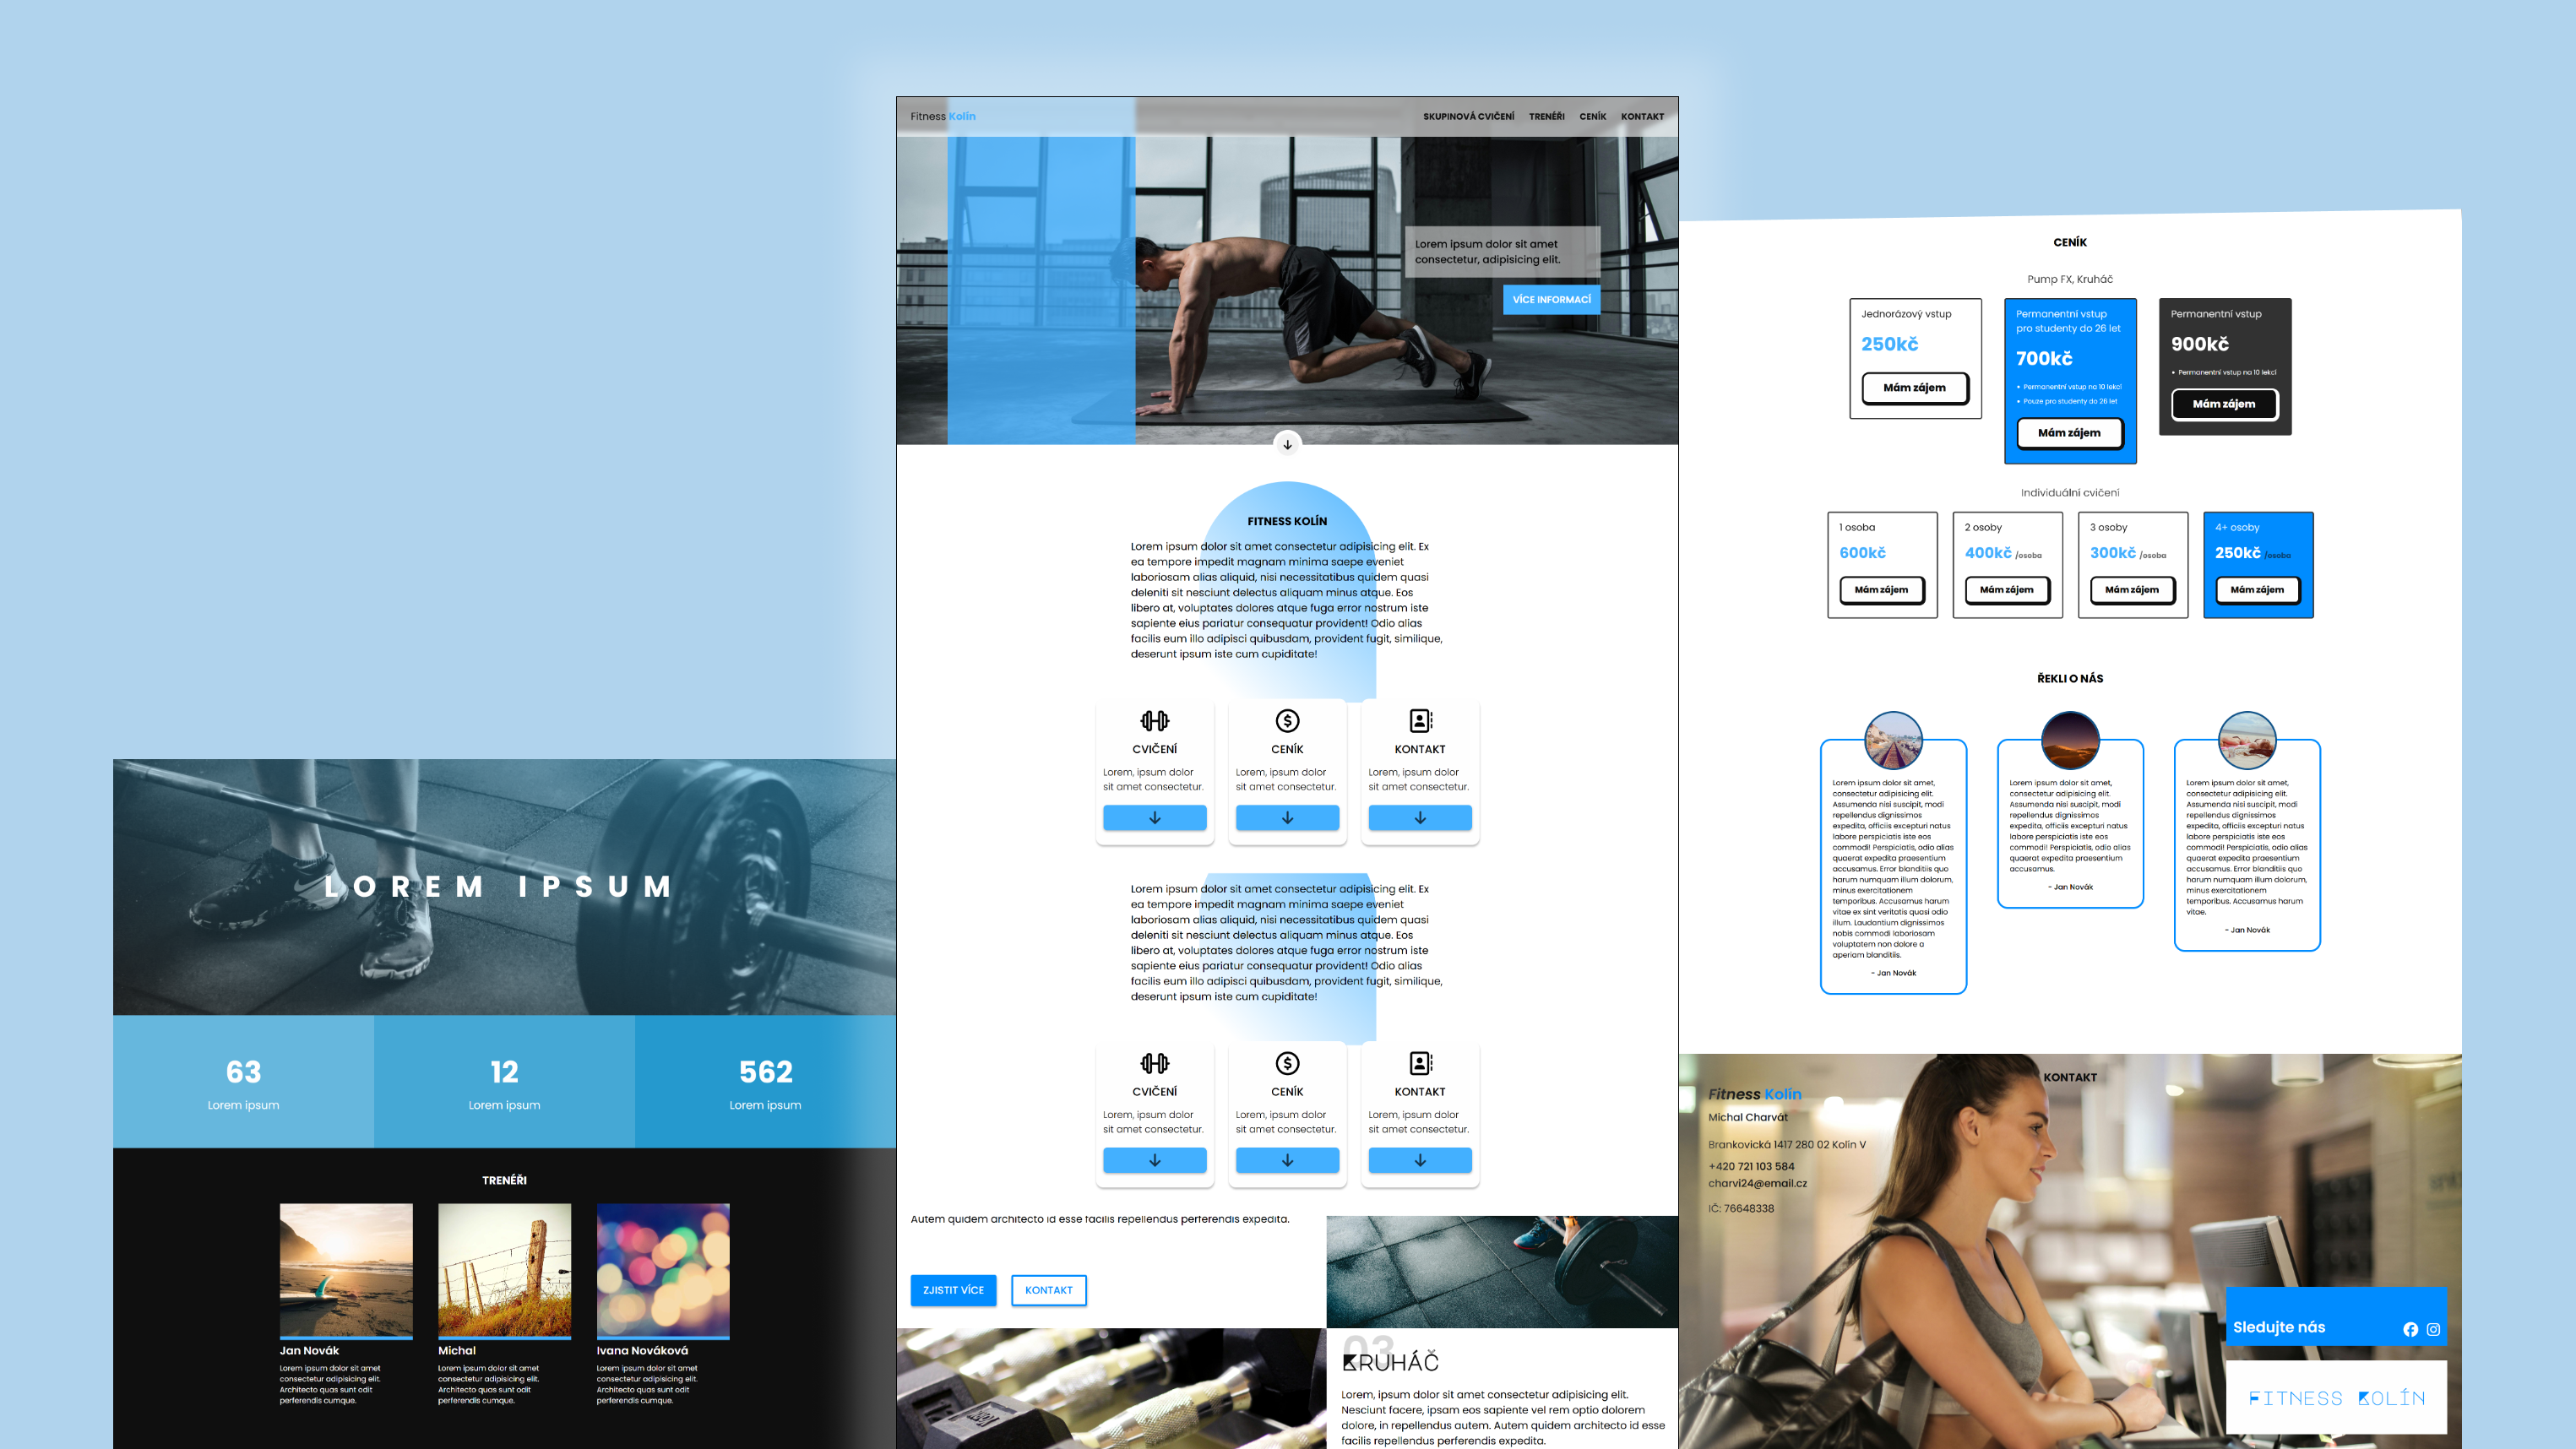 Fitness Kolín
SKUPINOVÁ CVIČENÍ TRENÉŘI CENÍK KONTAKT
Lorem ipsum dolor sit amet
consectetur, adipisicing elit.
VÍCE INFORMACÍ
FITNESS KOLÍN
Lorem ipsum dolor sit amet consectetur adipisicing elit. Ex
ea tempore impedit magnam minima saepe eveniet
laboriosam alias aliquid, nisi necessitatibus quidem quasi
deleniti sit nesciunt delectus aliquam minus atque. Eos
libero at, voluptates dolores atque fuga error nostrum iste
sapiente eius pariatur consequatur provident! Odio alias
facilis eum illo adipisci quibusdam, provident fugit, similique,
deserunt ipsum iste cum cupiditate!
CVIČENÍ
Lorem, ipsum dolor
sit amet consectetur.
CENÍK
Lorem, ipsum dolor
sit amet consectetur.
KONTAKT
Lorem, ipsum dolor
sit amet consectetur.
Lorem ipsum dolor sit amet consectetur adipisicing elit. Ex
ea tempore impedit magnam minima saepe eveniet
laboriosam alias aliquid, nisi necessitatibus quidem quasi
deleniti sit nesciunt delectus aliquam minus atque. Eos
libero at, voluptates dolores atque fuga error nostrum iste
sapiente eius pariatur consequatur provident! Odio alias
facilis eum illo adipisci quibusdam, provident fugit, similique,
deserunt ipsum iste cum cupiditate!
CVIČENÍ
Lorem, ipsum dolor
sit amet consectetur.
CENÍK
Lorem, ipsum dolor
sit amet consectetur.
KONTAKT
Lorem, ipsum dolor
sit amet consectetur.
Autem quidem architecto id esse facilis repellendus perferendis expedita.
ZJISTIT VÍCE
KONTAKT
03
KRUHÁČ
Lorem, ipsum dolor sit amet consectetur adipisicing elit.
Nesciunt facere, ipsam eos sapiente vel rem optio dolorem
dolore, in repellendus autem. Autem quidem architecto id esse
facilis repellendus perferendis expedita.
LOREM IPSUM
63
Lorem ipsum
12
Lorem ipsum
562
Lorem ipsum
TRENÉŘI
Jan Novák
Lorem ipsum dolor sit amet
consectetur adipisicing elit.
Architecto quas sunt odit
perferendis cumque.
Michal
Lorem ipsum dolor sit amet
consectetur adipisicing elit.
Architecto quas sunt odit
perferendis cumque.
Ivana Nováková
Lorem ipsum dolor sit amet
consectetur adipisicing elit.
Architecto quas sunt odit
perferendis cumque.
CENÍK
Pump FX, Kruháč
Jednorázový vstup
250kč
Mám zájem
Permanentní vstup
pro studenty do 26 let
700kč
• Permanentní vstup na 10 lekcí
• Pouze pro studenty do 26 let
Mám zájem
Permanentní vstup
900kč
• Permanentní vstup na 10 lekcí
Mám zájem
Individuální cvičení
1 osoba
600kč
Mám zájem
2 osoby
400kč /osoba
Mám zájem
3 osoby
300kč /osoba
Mám zájem
4+ osoby
250kč /osoba
Mám zájem
ŘEKLI O NÁS
Lorem ipsum dolor sit amet,
consectetur adipisicing elit.
Assumenda nisi suscipit, modi
repellendus dignissimos
expedita, officiis excepturi natus
labore perspiciatis iste eos
commodi! Perspiciatis, odio alias
quaerat expedita praesentium
accusamus. Error blanditiis quo
harum numquam illum dolorum,
minus exercitationem
temporibus. Accusamus harum
vitae ex sint veritatis quasi odio
illum. Laudantium dignissimos
nobis commodi laboriosam
voluptatem non dolore a
aperiam blanditiis.
- Jan Novák
Lorem ipsum dolor sit amet,
consectetur adipisicing elit.
Assumenda nisi suscipit, modi
repellendus dignissimos
expedita, officiis excepturi natus
labore perspiciatis iste eos
commodi! Perspiciatis, odio alias
quaerat expedita praesentium
accusamus.
- Jan Novák
Lorem ipsum dolor sit amet,
consectetur adipisicing elit.
Assumenda nisi suscipit, modi
repellendus dignissimos
expedita, officiis excepturi natus
labore perspiciatis iste eos
commodi! Perspiciatis, odio alias
quaerat expedita praesentium
accusamus. Error blanditiis quo
harum numquam illum dolorum,
minus exercitationem
temporibus. Accusamus harum
vitae.
- Jan Novák
KONTAKT
Fitness Kolín
Michal Charvát
Brankovická 1417 280 02 Kolín V
+420 721 103 584
charvi24@email.cz
IČ: 76648338
Sledujte nás
FITNESS KOLÍN